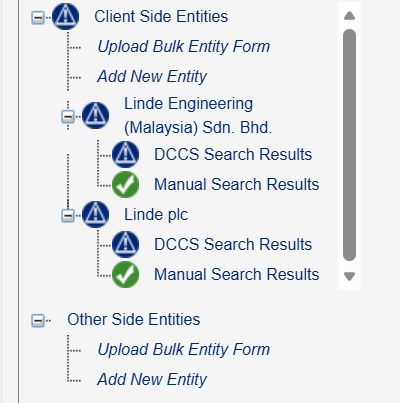 Client Side Entities
Upload Bulk Entity Form
Add New Entity
Linde Engineering
(Malaysia) Sdn. Bhd.
DCCS Search Results
Manual Search Results
Linde plc
DCCS Search Results
Manual Search Results
Other Side Entities
Upload Bulk Entity Form
Add New Entity